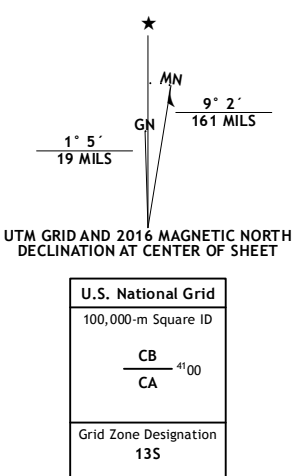 ★
MN
GN
9° 2´
161 MILS
1° 5´
19 MILS
UTM GRID AND 2016 MAGNETIC NORTH
DECLINATION AT CENTER OF SHEET
U.S. National Grid
100,000-m Square ID
CB
4100
CA
Grid Zone Designation
13S